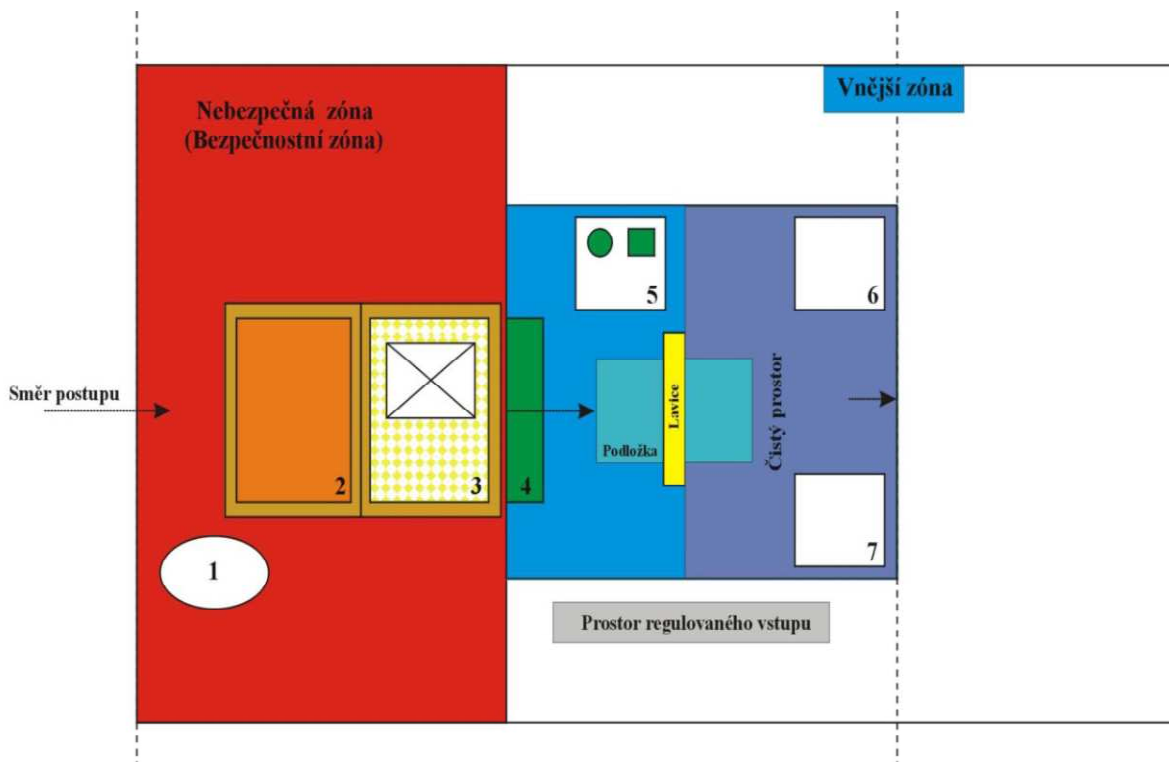 Vnější zóna
Nebezpečná zóna
(Bezpečnostní zóna)
5
6
Směr postupu
Lavice
Čistý prostor
Podložka
2
3
4
7
1
Prostor regulovaného vstupu